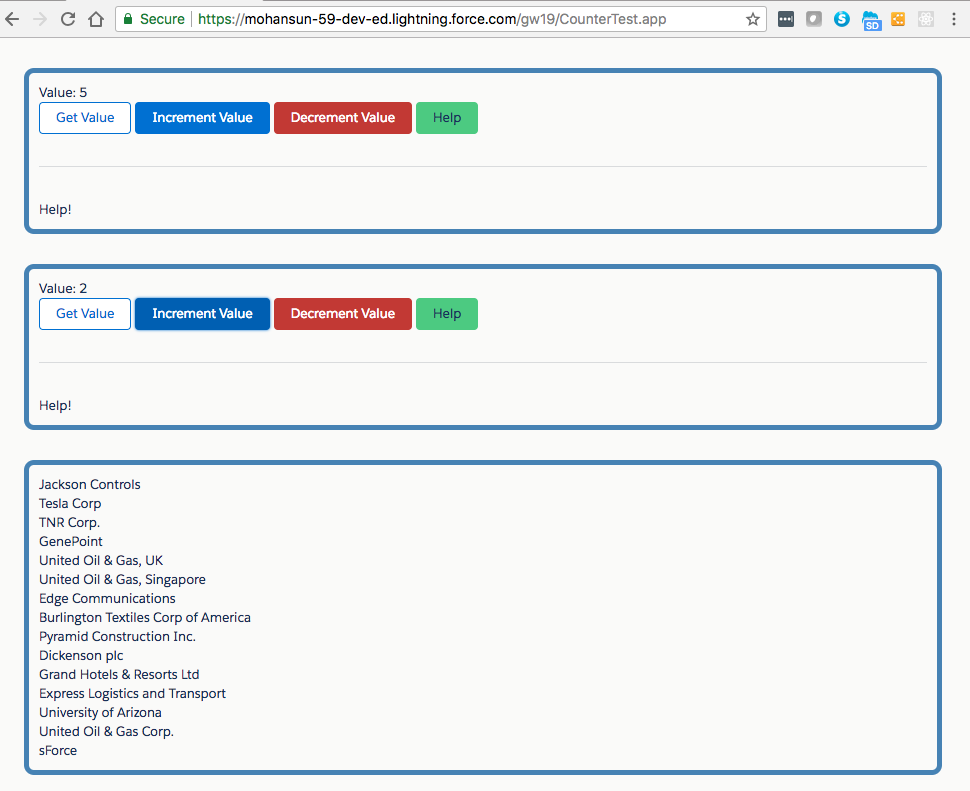 Secure https://mohansun-59-dev-ed.lightning.force.com/gw19/CounterTest.app
SD
Value: 5
Get Value Increment Value Decrement Value Help
Help!
Value: 2
Get Value Increment Value Decrement Value Help
Help!
Jackson Controls
Tesla Corp
TNR Corp.
GenePoint
United Oil & Gas, UK
United Oil & Gas, Singapore
Edge Communications
Burlington Textiles Corp of America
Pyramid Construction Inc.
Dickenson plc
Grand Hotels & Resorts Ltd
Express Logistics and Transport
University of Arizona
United Oil & Gas Corp.
sForce